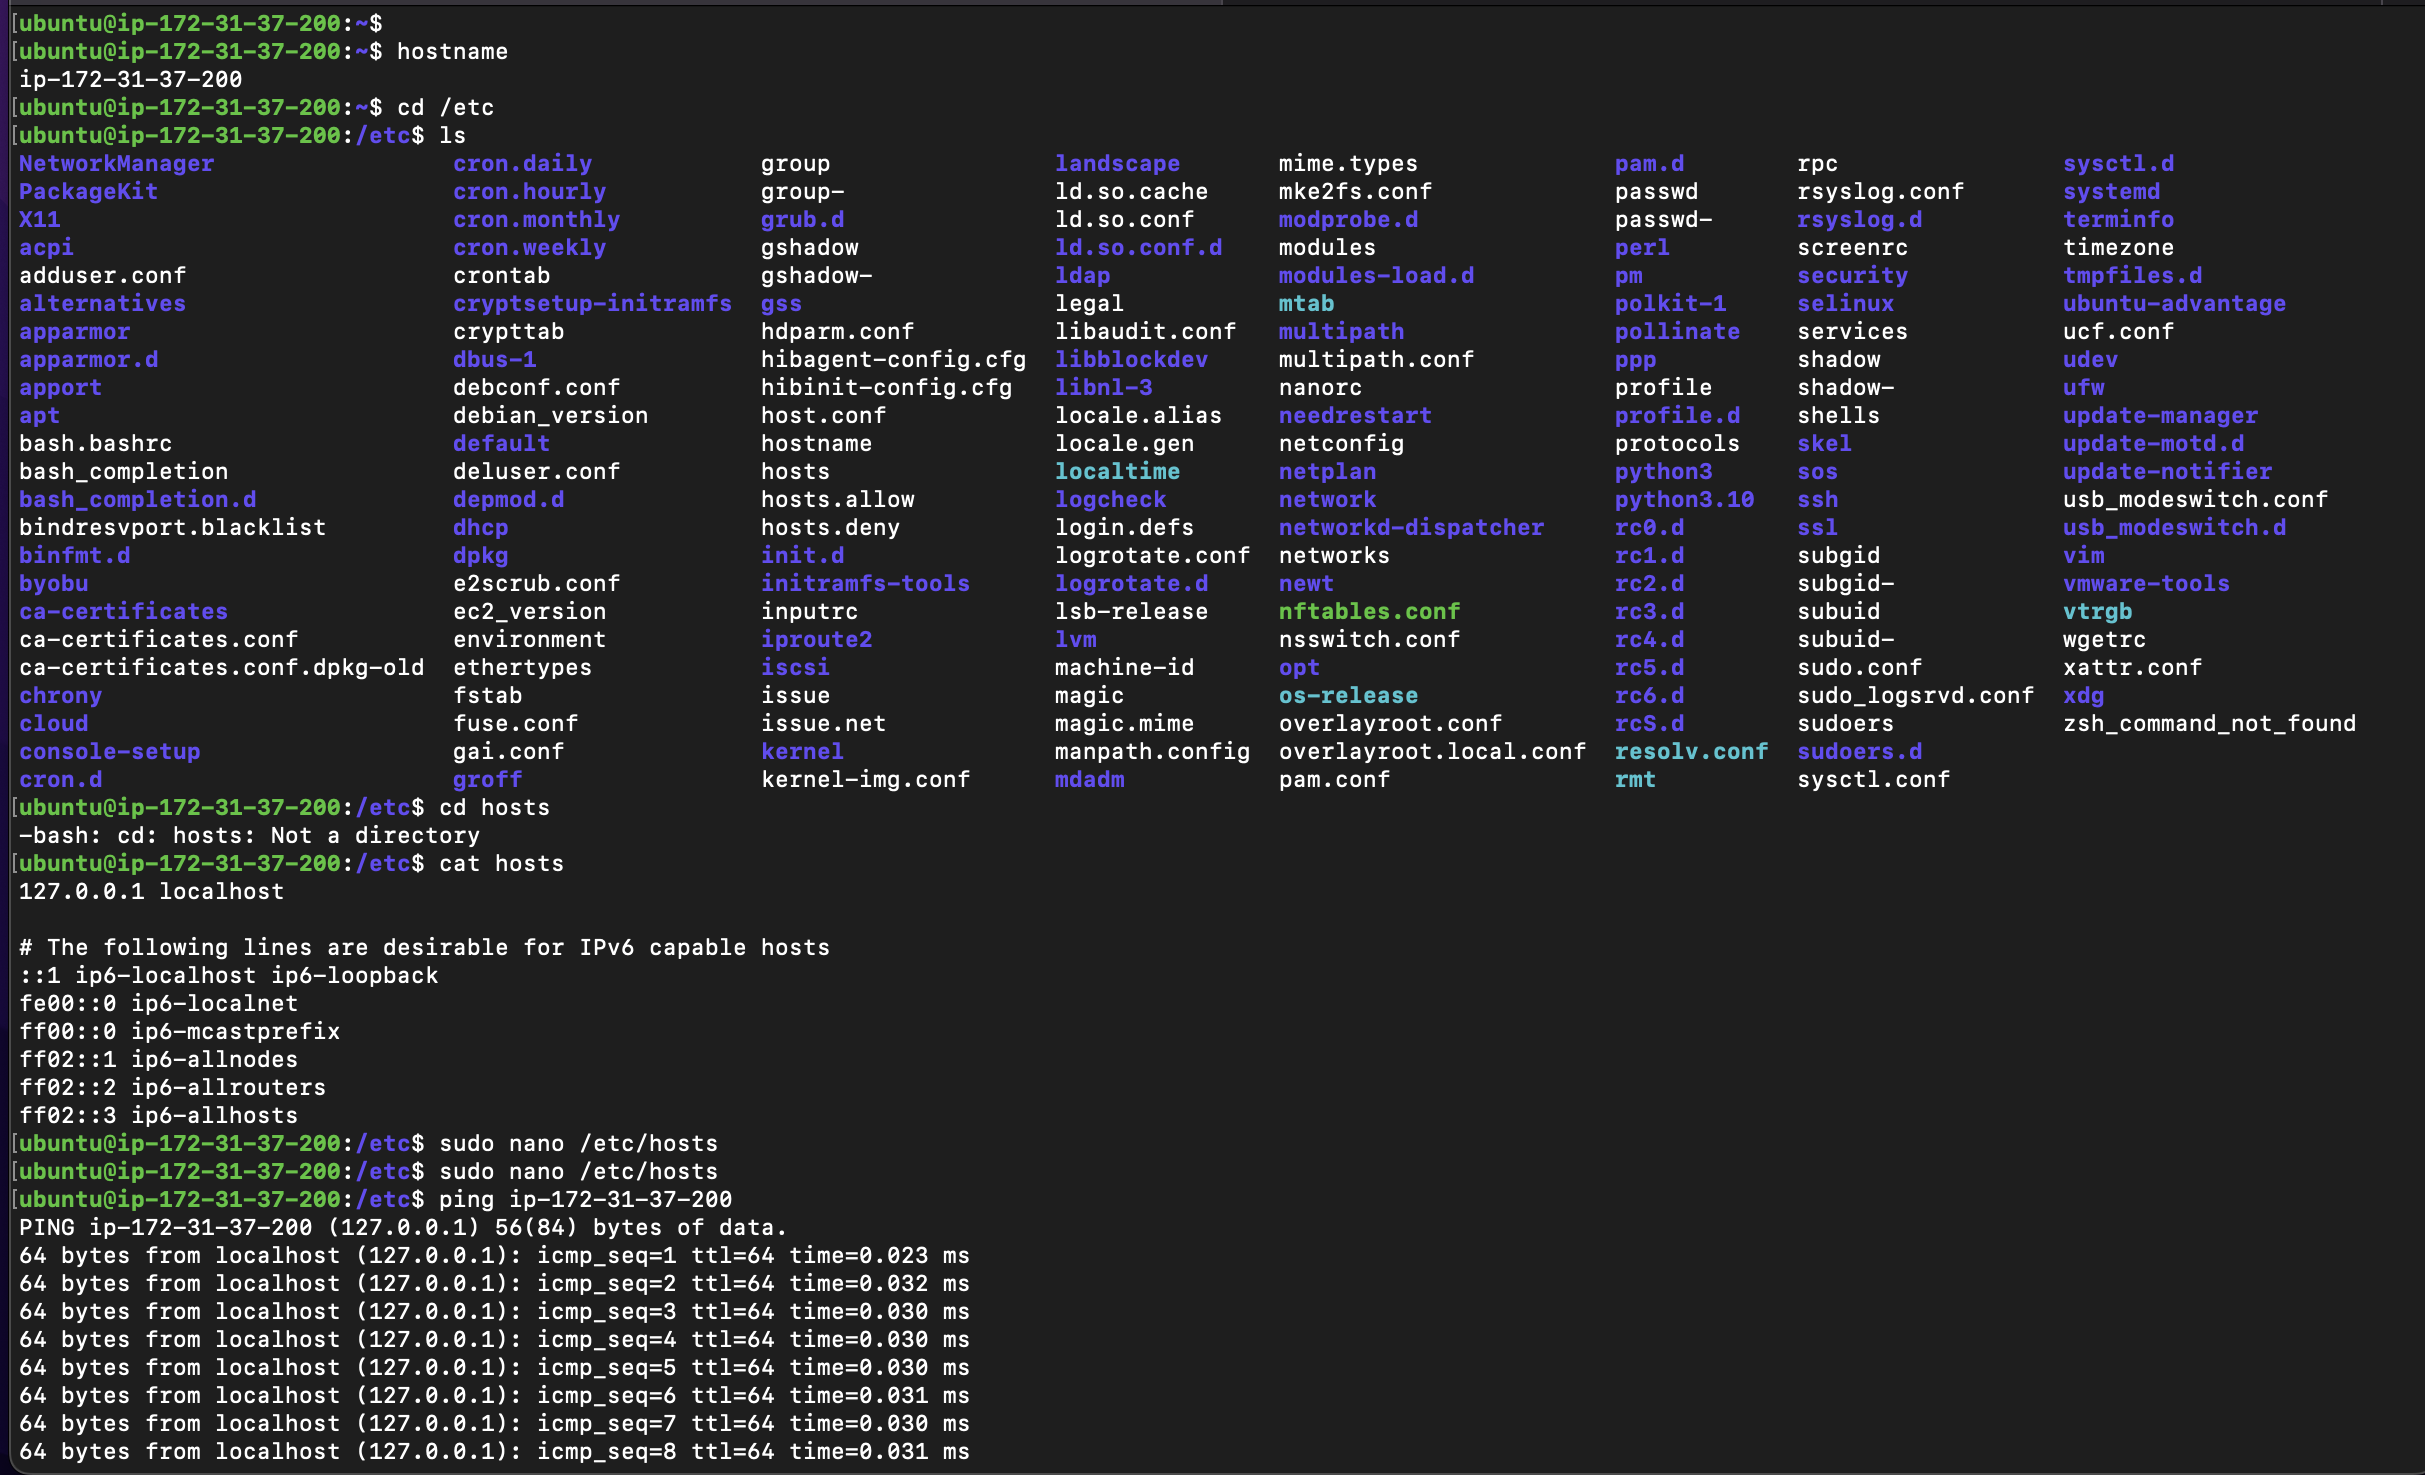 [ubuntu@ip-172-31-37-200:~$
[ubuntu@ip-172-31-37-200:~$ hostname
ip-172-31-37-200
[ubuntu@ip-172-31-37-200:~$ cd /etc
[ubuntu@ip-172-31-37-200:/etc$ ls
NetworkManager cron.daily group landscape mime.types pam.d rpc sysctl.d
PackageKit cron.hourly group- ld.so.cache mke2fs.conf passwd rsyslog.conf systemd
X11 cron.monthly grub.d ld.so.conf modprobe.d passwd- rsyslog.d terminfo
acpi cron.weekly gshadow ld.so.conf.d modules perl screenrc timezone
adduser.conf crontab gshadow- ldap modules-load.d pm security tmpfiles.d
alternatives cryptsetup-initramfs gss legal mtab polkit-1 selinux ubuntu-advantage
apparmor crypttab hdparm.conf libaudit.conf multipath pollinate services ucf.conf
apparmor.d dbus-1 hibagent-config.cfg libblockdev multipath.conf ppp shadow udev
apport debconf.conf hibinit-config.cfg libnl-3 nanorc profile shadow- ufw
apt debian_version host.conf locale.alias needrestart profile.d shells update-manager
bash.bashrc default hostname locale.gen netconfig protocols skel update-motd.d
bash_completion deluser.conf hosts localtime netplan python3 sos update-notifier
bash_completion.d depmod.d hosts.allow logcheck network python3.10 ssh usb_modeswitch.conf
bindresvport.blacklist dhcp hosts.deny login.defs networkd-dispatcher rc0.d ssl usb_modeswitch.d
binfmt.d dpkg init.d logrotate.conf networks rc1.d subgid vim
byobu e2scrub.conf initramfs-tools logrotate.d newt rc2.d subgid- vmware-tools
ca-certificates ec2_version inputrc lsb-release nftables.conf rc3.d subuid vtrgb
ca-certificates.conf environment iproute2 lvm nsswitch.conf rc4.d subuid- wgetrc
ca-certificates.conf.dpkg-old ethertypes iscsi machine-id opt rc5.d sudo.conf xattr.conf
chrony fstab issue magic os-release rc6.d sudo_logsrvd.conf xdg
cloud fuse.conf issue.net magic.mime overlayroot.conf rcS.d sudoers zsh_command_not_found
console-setup gai.conf kernel manpath.config overlayroot.local.conf resolv.conf sudoers.d
cron.d groff kernel-img.conf mdadm pam.conf rmt sysctl.conf
[ubuntu@ip-172-31-37-200:/etc$ cd hosts
-bash: cd: hosts: Not a directory
[ubuntu@ip-172-31-37-200:/etc$ cat hosts
127.0.0.1 localhost
# The following lines are desirable for IPv6 capable hosts
::1 ip6-localhost ip6-loopback
fe00::0 ip6-localnet
ff00::0 ip6-mcastprefix
ff02::1 ip6-allnodes
ff02::2 ip6-allrouters
ff02::3 ip6-allhosts
[ubuntu@ip-172-31-37-200:/etc$ sudo nano /etc/hosts
[ubuntu@ip-172-31-37-200:/etc$ sudo nano /etc/hosts
[ubuntu@ip-172-31-37-200:/etc$ ping ip-172-31-37-200
PING ip-172-31-37-200 (127.0.0.1) 56(84) bytes of data.
64 bytes from localhost (127.0.0.1): icmp_seq=1 ttl=64 time=0.023 ms
64 bytes from localhost (127.0.0.1): icmp_seq=2 ttl=64 time=0.032 ms
64 bytes from localhost (127.0.0.1): icmp_seq=3 ttl=64 time=0.030 ms
64 bytes from localhost (127.0.0.1): icmp_seq=4 ttl=64 time=0.030 ms
64 bytes from localhost (127.0.0.1): icmp_seq=5 ttl=64 time=0.030 ms
64 bytes from localhost (127.0.0.1): icmp_seq=6 ttl=64 time=0.031 ms
64 bytes from localhost (127.0.0.1): icmp_seq=7 ttl=64 time=0.030 ms
64 bytes from localhost (127.0.0.1): icmp_seq=8 ttl=64 time=0.031 ms